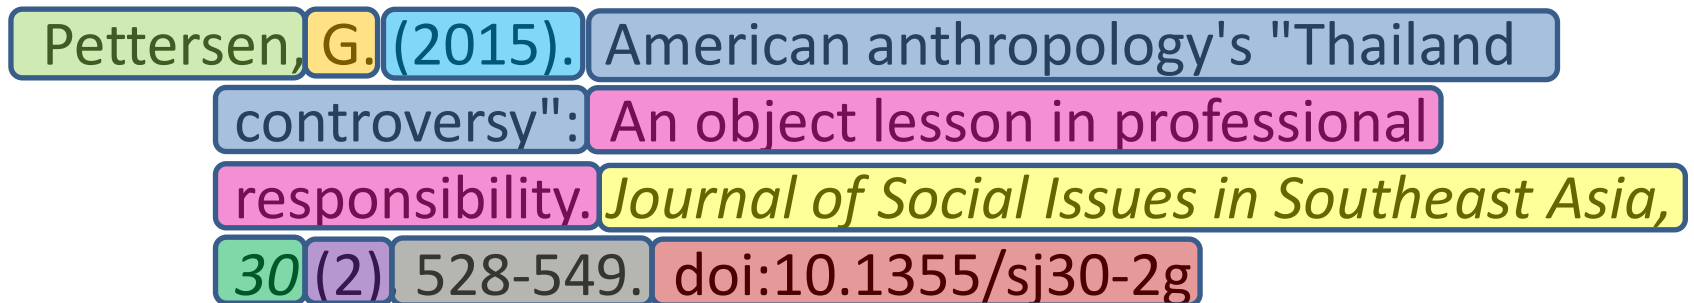 Pettersen, G. (2015). American anthropology's "Thailand
controversy": An object lesson in professional
responsibility. Journal of Social Issues in Southeast Asia,
30 (2), 528-549. doi:10.1355/sj30-2g